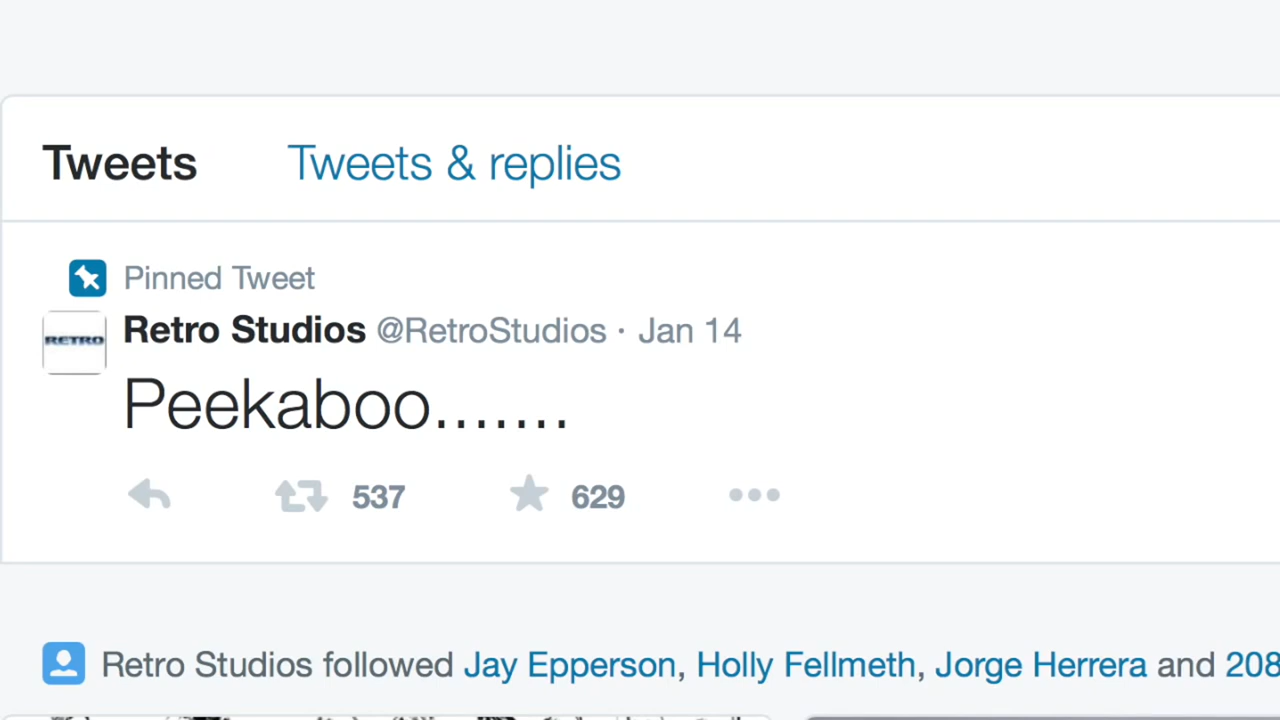 Tweets Tweets & replies
Pinned Tweet
RETRO
Retro Studios @RetroStudios · Jan 14
Peekaboo.......
537 629
Retro Studios followed Jay Epperson, Holly Fellmeth, Jorge Herrera and 208